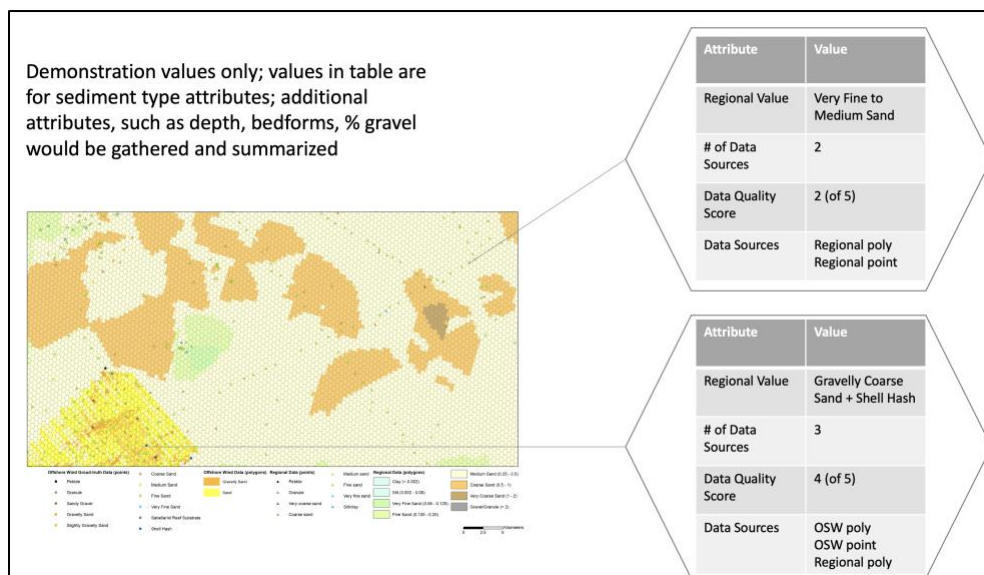 Demonstration values only; values in table are
for sediment type attributes; additional
attributes, such as depth, bedforms, % gravel
would be gathered and summarized
Attribute Value
Regional Value Very Fine to
Medium Sand
# of Data
Sources
2
Data Quality
Score
2 (of 5)
Data Sources Regional poly
Regional point
Attribute Value
Regional Value Gravelly Coarse
Sand + Shell Hash
# of Data
Sources
3
Data Quality
Score
4 (of 5)
Data Sources OSW poly
OSW point
Regional poly
Offshore Wind Ground-truth Data (points)
Pebble
Granule
Sandy Gravel
Gravelly Sand
Slightly Gravelly Sand
Coarse Sand
Medium Sand
Fine Sand
Very Fine Sand
Sabellariid Reef Substrate
Shell Hash
Offshore Wind Data (polygons)
Gravelly Sand
Sand
Regional Data (points)
Pebble
Granule
Very coarse sand
Coarse sand
Medium sand
Fine sand
Very fine sand
Silt/clay
Regional Data (polygons)
Clay (< 0.002)
Silt (0.002 - 0.06)
Very Fine Sand
Fine Sand
Medium Sand (0.25 - 0.5)
Coarse Sand (0.5 - 1)
Very Coarse Sand (1 - 2)
Gravel/Granule (> 2)
0 2.5 5